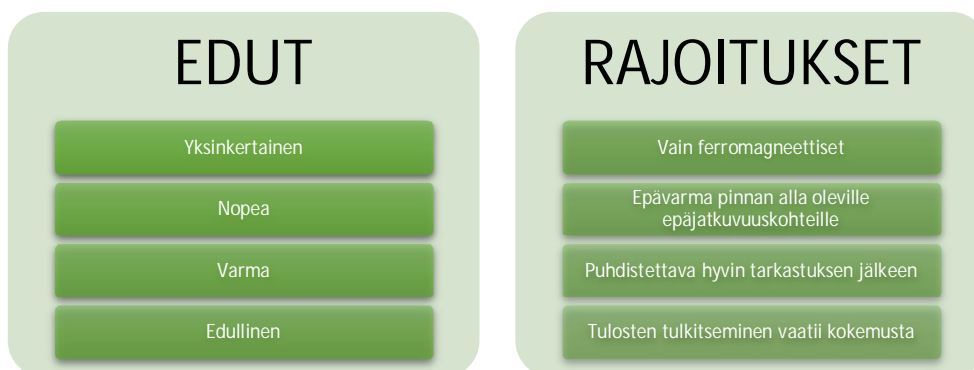 EDUT
Yksinkertainen
Nopea
Varma
Edullinen
RAJOITUKSET
Vain ferromagneettiset
Epävarma pinnan alla oleville
epäjatkuvuuskohteille
Puhdistettava hyvin tarkastuksen jälkeen
Tulosten tulkitseminen vaatii kokemusta